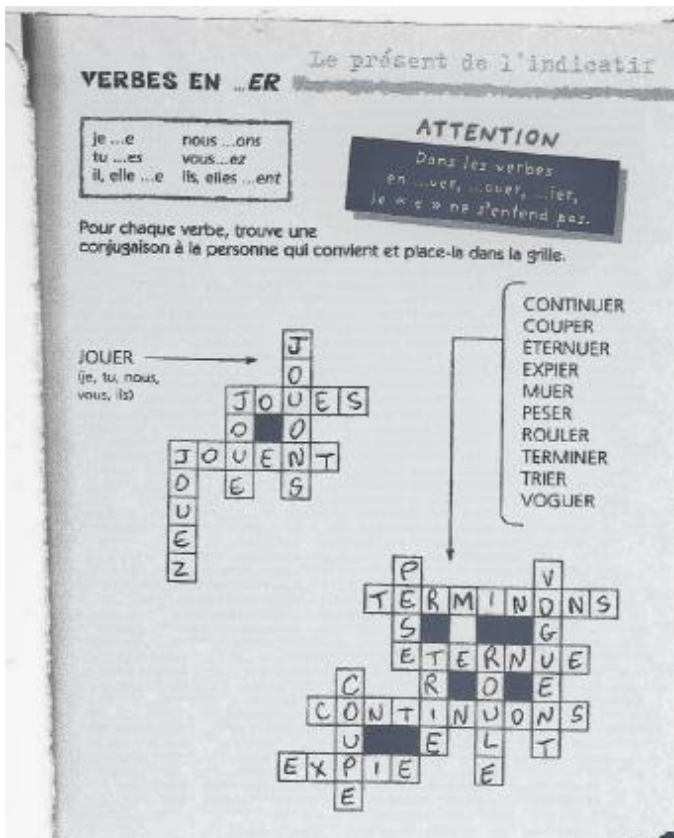 Le présent de l'indicatif
VERBES EN ...ER
je ...e nous ...ons
tu ...es vous...ez
il, elle ...e ils, elles ...ent
ATTENTION
Dans les verbes
en ...uer, ...ouer, ...ier,
le « e » ne s'entend pas.
Pour chaque verbe, trouve une
conjugaison à la personne qui convient et place-la dans la grille.
JOUER
(je, tu, nous,
vous, ils)
JOUONS
JOUES
JOUE
JOUENT
JOUEZ
CONTINUER
COUPER
ÉTERNUER
EXPIER
MUER
PESER
ROULER
TERMINER
TRIER
VOGUER
PESE
VOGUENT
TERMINONS
ETERNUE
TRIE
ROULE
COUPE
CONTINUONS
EXPIE